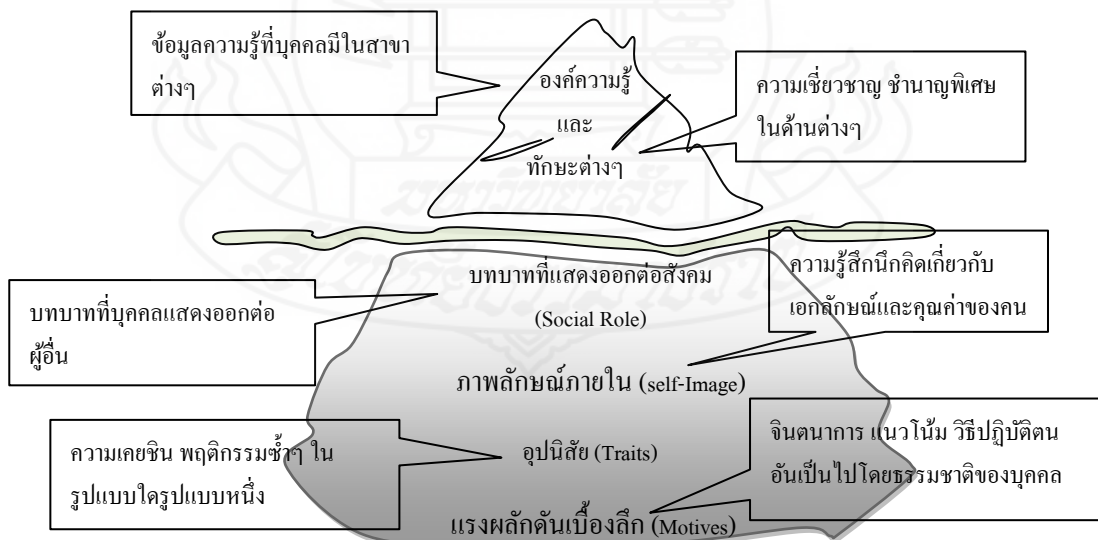 ข้อมูลความรู้ที่บุคคลมีในสาขา
ต่างๆ
องค์ความรู้
และ
ทักษะต่างๆ
ความเชี่ยวชาญ ชำนาญพิเศษ
ในด้านต่างๆ
มหาวิทยาลัย
บทบาทที่แสดงออกต่อสังคม
(Social Role)
ความรู้สึกนึกคิดเกี่ยวกับ
เอกลักษณ์และคุณค่าของคน
บทบาทที่บุคคลแสดงออกต่อ
ผู้อื่น
ภาพลักษณ์ภายใน (self-Image)
ความเคยชิน พฤติกรรมซ้ำๆ ใน
รูปแบบใดรูปแบบหนึ่ง
อุปนิสัย (Traits)
จินตนาการ แนวโน้ม วิธีปฏิบัติตน
อันเป็นไปโดยธรรมชาติของบุคคล
แรงผลักดันเบื้องลึก (Motives)